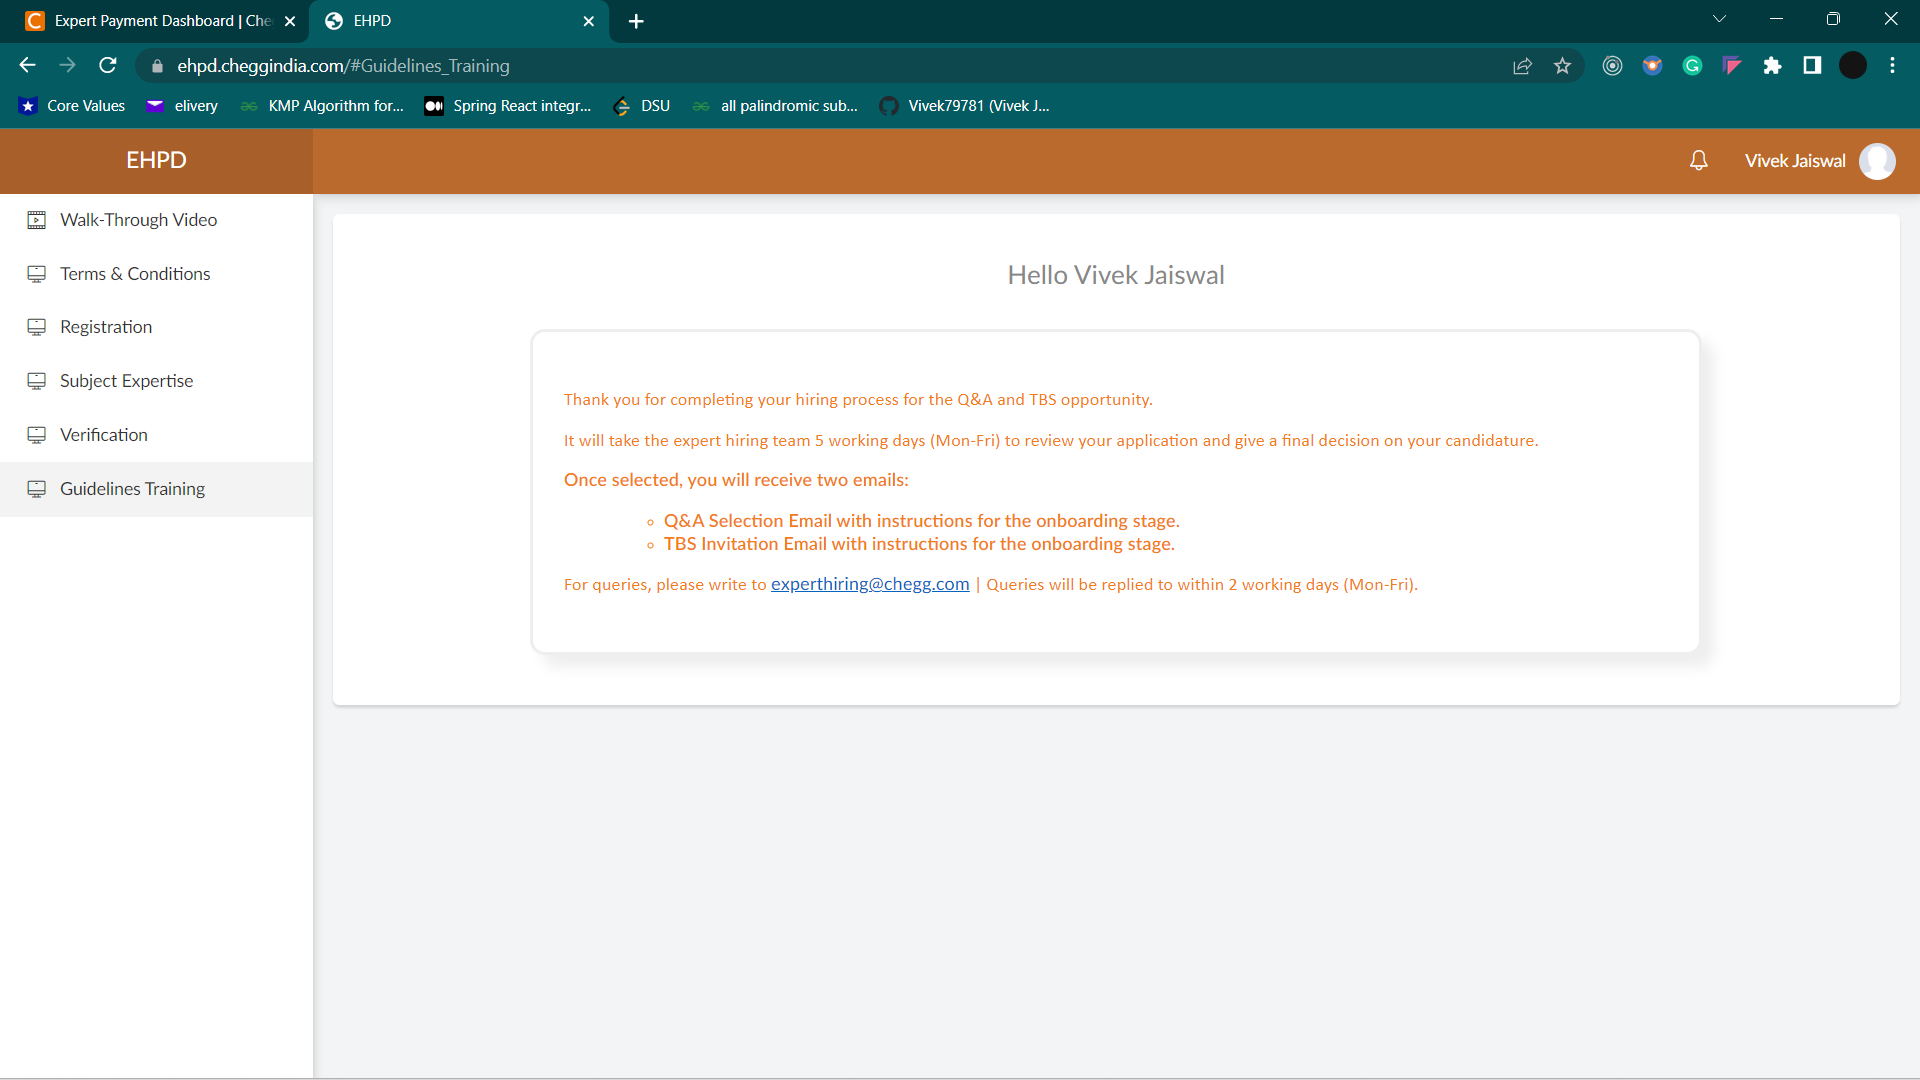 Expert Payment Dashboard | Che
EHPD
ehpd.cheggindia.com/#Guidelines_Training
Core Values
elivery
KMP Algorithm for...
Spring React integr...
DSU
all palindromic sub...
Vivek79781 (Vivek J...
EHPD
Vivek Jaiswal
Walk-Through Video
Terms & Conditions
Registration
Subject Expertise
Verification
Guidelines Training
Hello Vivek Jaiswal
Thank you for completing your hiring process for the Q&A and TBS opportunity.
It will take the expert hiring team 5 working days (Mon-Fri) to review your application and give a final decision on your candidature.
Once selected, you will receive two emails:
Q&A Selection Email with instructions for the onboarding stage.
TBS Invitation Email with instructions for the onboarding stage.
For queries, please write to experthiring@chegg.com | Queries will be replied to within 2 working days (Mon-Fri).